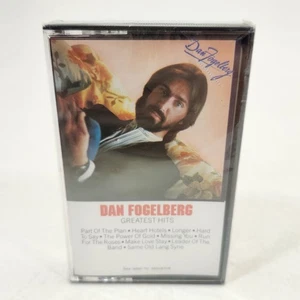 Dan Fogelberg
DAN FOGELBERG
GREATEST HITS
Part Of The Plan • Heart Hotels • Longer • Hard
To Say • The Power Of Gold • Missing You • Run
For The Roses • Make Love Stay • Leader Of The
Band • Same Old Lang Syne